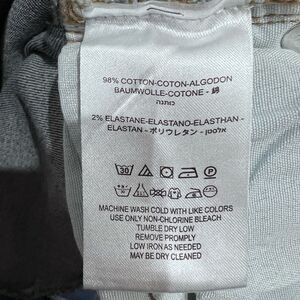 98% COTTON-COTON-ALGODON
BAUMWOLLE-COTONE - 綿
כותנה
2% ELASTANE-ELASTANO-ELASTHAN -
ELASTAN - ポリウレタン - אלסטן
30
MACHINE WASH COLD WITH LIKE COLORS
USE ONLY NON-CHLORINE BLEACH
TUMBLE DRY LOW
REMOVE PROMPLY
LOW IRON AS NEEDED
MAY BE DRY CLEANED